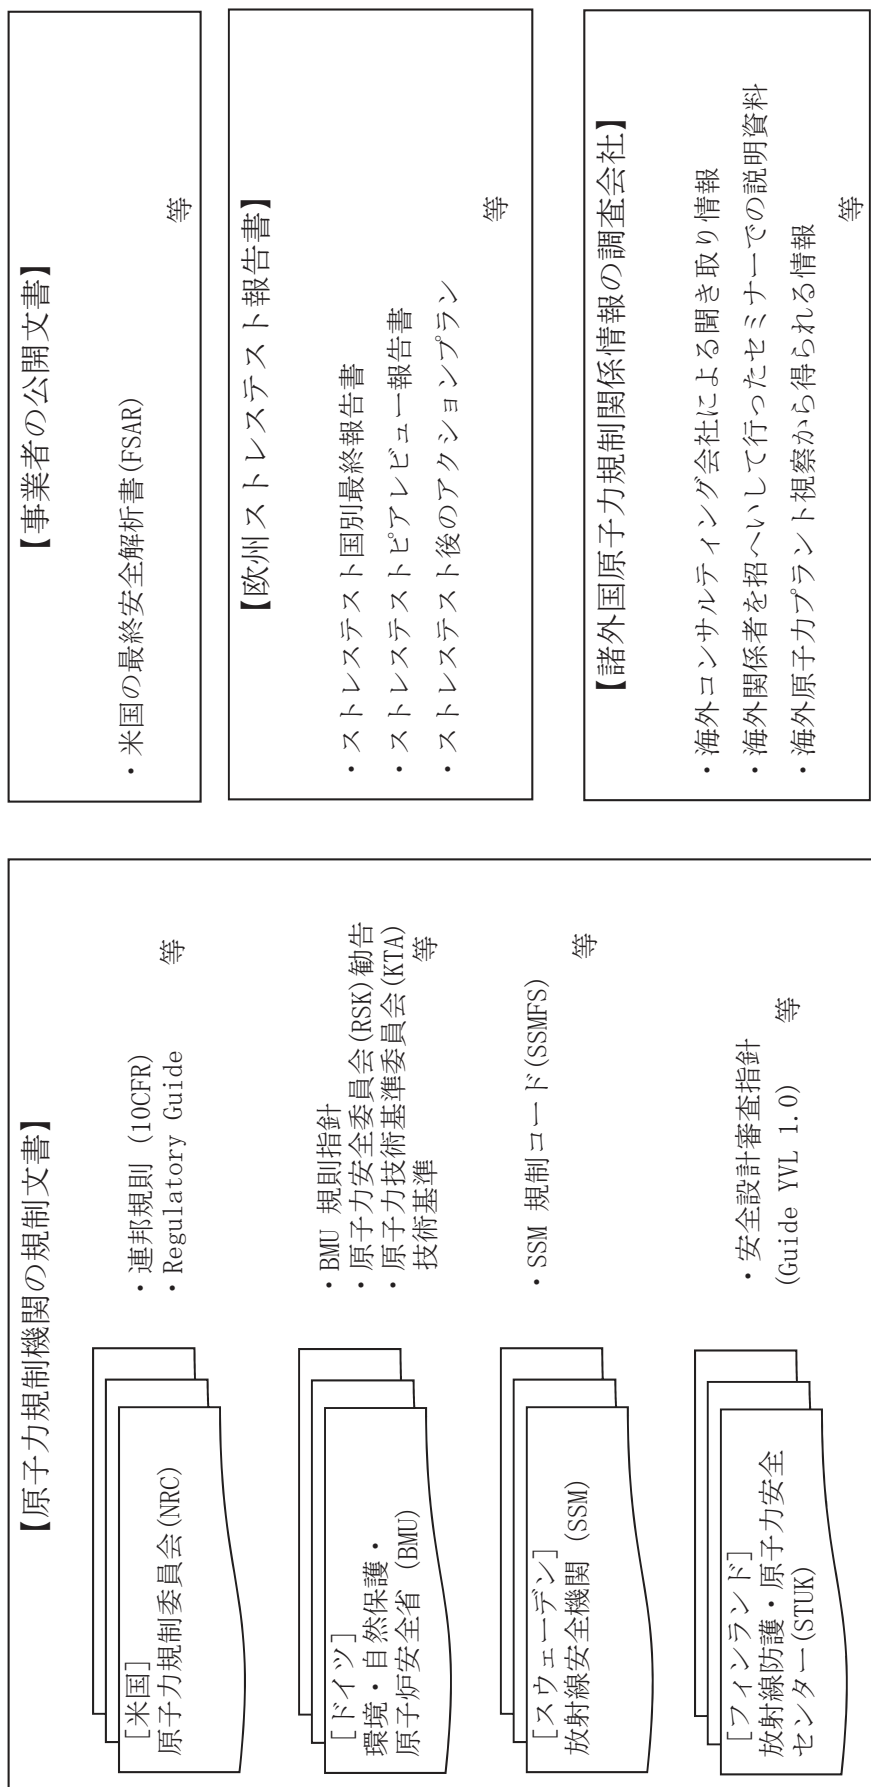 【原子力規制機関の規制文書】
[米国]
原子力規制委員会(NRC)
・連邦規則 (10CFR)
・Regulatory Guide
等
[ドイツ]
環境・自然保護・
原子炉安全省 (BMU)
・BMU 規則指針
・原子力安全委員会(RSK)勧告
・原子力技術基準委員会(KTA)
技術基準
等
[スウェーデン]
放射線安全機関 (SSM)
・SSM 規制コード(SSMFS)
等
[フィンランド]
放射線防護・原子力安全
センター(STUK)
・安全設計審査指針
(Guide YVL 1.0)
等
【事業者の公開文書】
・米国の最終安全解析書(FSAR)
等
【欧州ストレステスト報告書】
・ストレステスト国別最終報告書
・ストレステストピアレビュー報告書
・ストレステスト後のアクションプラン
等
【諸外国原子力規制関係情報の調査会社】
・海外コンサルティング会社による聞き取り情報
・海外関係者を招へいして行ったセミナーでの説明資料
・海外原子力プラント視察から得られる情報
等